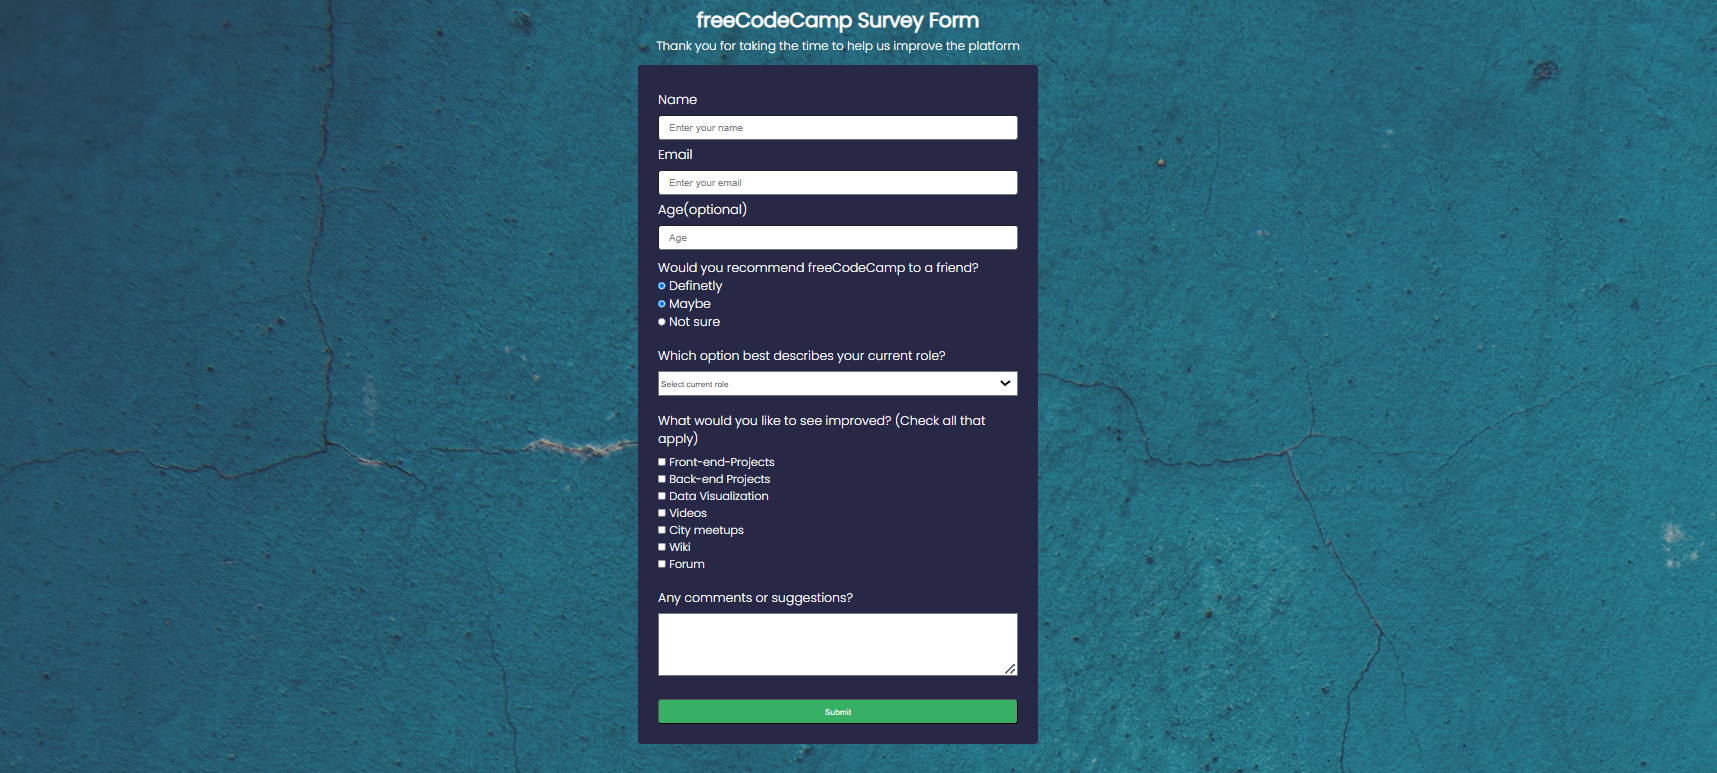 freeCodeCamp Survey Form
Thank you for taking the time to help us improve the platform
Name
Enter your name
Email
Enter your email
Age(optional)
Age
Would you recommend freeCodeCamp to a friend?
Definetly
Maybe
Not sure
Which option best describes your current role?
Select current role
What would you like to see improved? (Check all that
apply)
Front-end-Projects
Back-end Projects
Data Visualization
Videos
City meetups
Wiki
Forum
Any comments or suggestions?
Submit